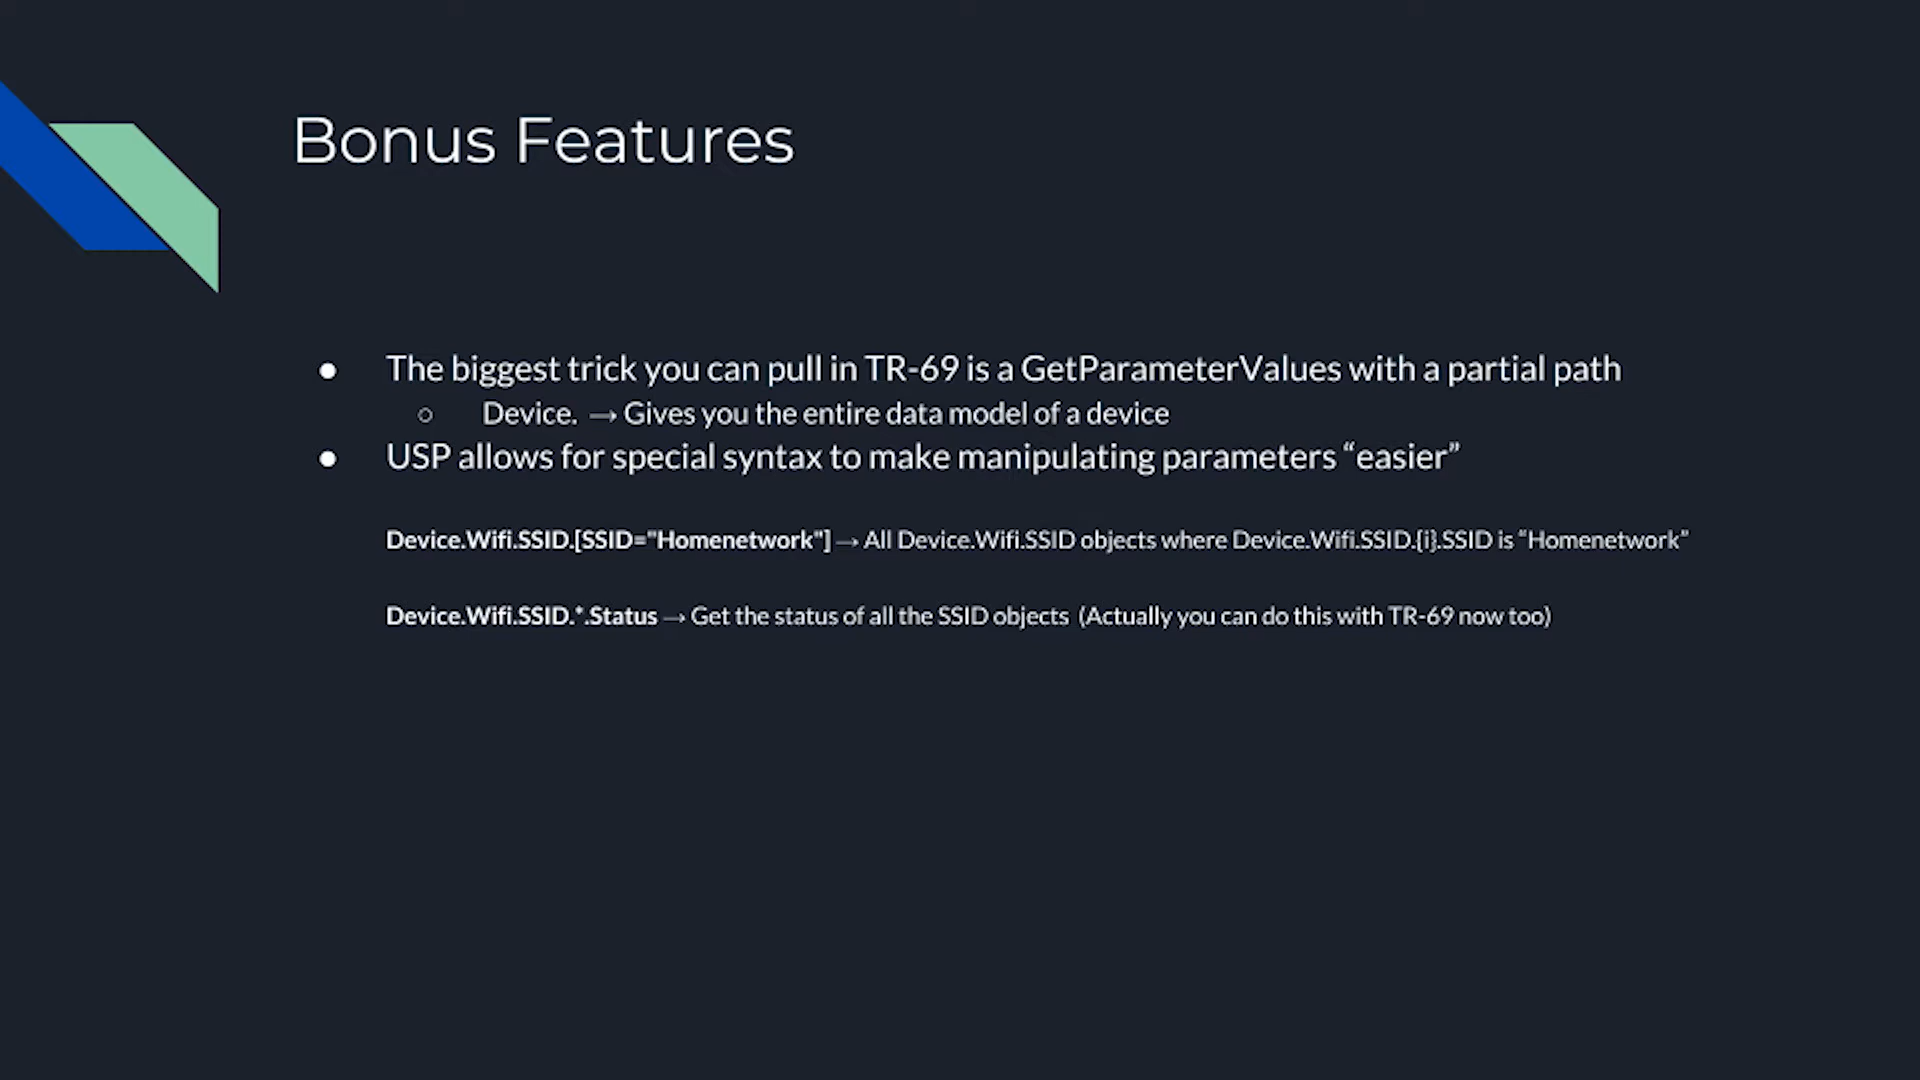 Bonus Features
● The biggest trick you can pull in TR-69 is a GetParameterValues with a partial path
○ Device. → Gives you the entire data model of a device
● USP allows for special syntax to make manipulating parameters “easier”
Device.Wifi.SSID.[SSID="Homenetwork"] → All Device.Wifi.SSID objects where Device.Wifi.SSID.{i}.SSID is “Homenetwork”
Device.Wifi.SSID.*.Status → Get the status of all the SSID objects (Actually you can do this with TR-69 now too)